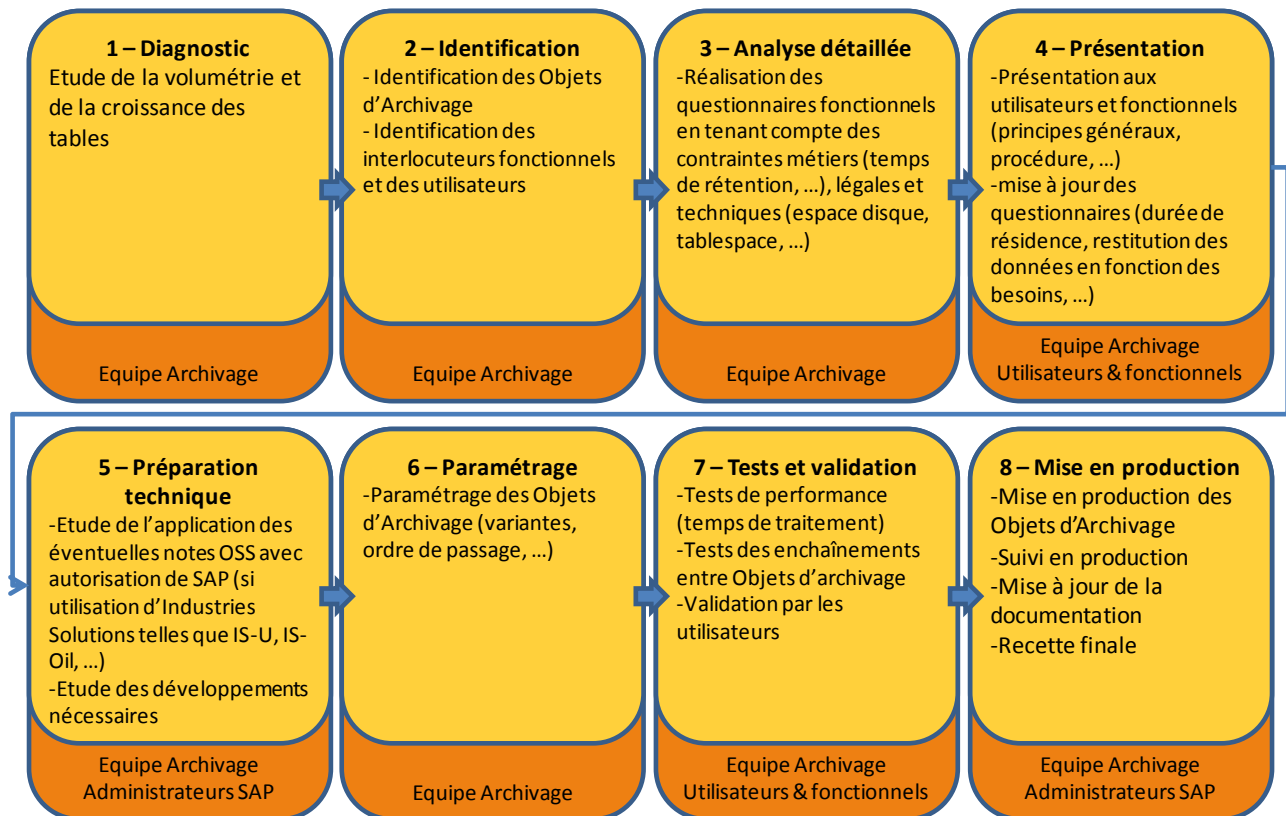 1 – Diagnostic
Etude de la volumétrie et
de la croissance des
tables
Equipe Archivage
2 – Identification
- Identification des Objets
d’Archivage
- Identification des
interlocuteurs fonctionnels
et des utilisateurs
Equipe Archivage
3 – Analyse détaillée
-Réalisation des
questionnaires fonctionnels
en tenant compte des
contraintes métiers (temps
de rétention, …), légales et
techniques (espace disque,
tablespace, …)
Equipe Archivage
4 – Présentation
-Présentation aux
utilisateurs et fonctionnels
(principes généraux,
procédure, …)
-mise à jour des
questionnaires (durée de
résidence, restitution des
données en fonction des
besoins, …)
Equipe Archivage
Utilisateurs & fonctionnels
5 – Préparation
technique
-Etude de l’application des
éventuelles notes OSS avec
autorisation de SAP (si
utilisation d’Industries
Solutions telles que IS-U, IS-
Oil, …)
-Etude des développements
nécessaires
Equipe Archivage
Administrateurs SAP
6 – Paramétrage
-Paramétrage des Objets
d’Archivage (variantes,
ordre de passage, …)
Equipe Archivage
7 – Tests et validation
-Tests de performance
(temps de traitement)
-Tests des enchaînements
entre Objets d’archivage
-Validation par les
utilisateurs
Equipe Archivage
Utilisateurs & fonctionnels
8 – Mise en production
-Mise en production des
Objets d’Archivage
-Suivi en production
-Mise à jour de la
documentation
-Recette finale
Equipe Archivage
Administrateurs SAP